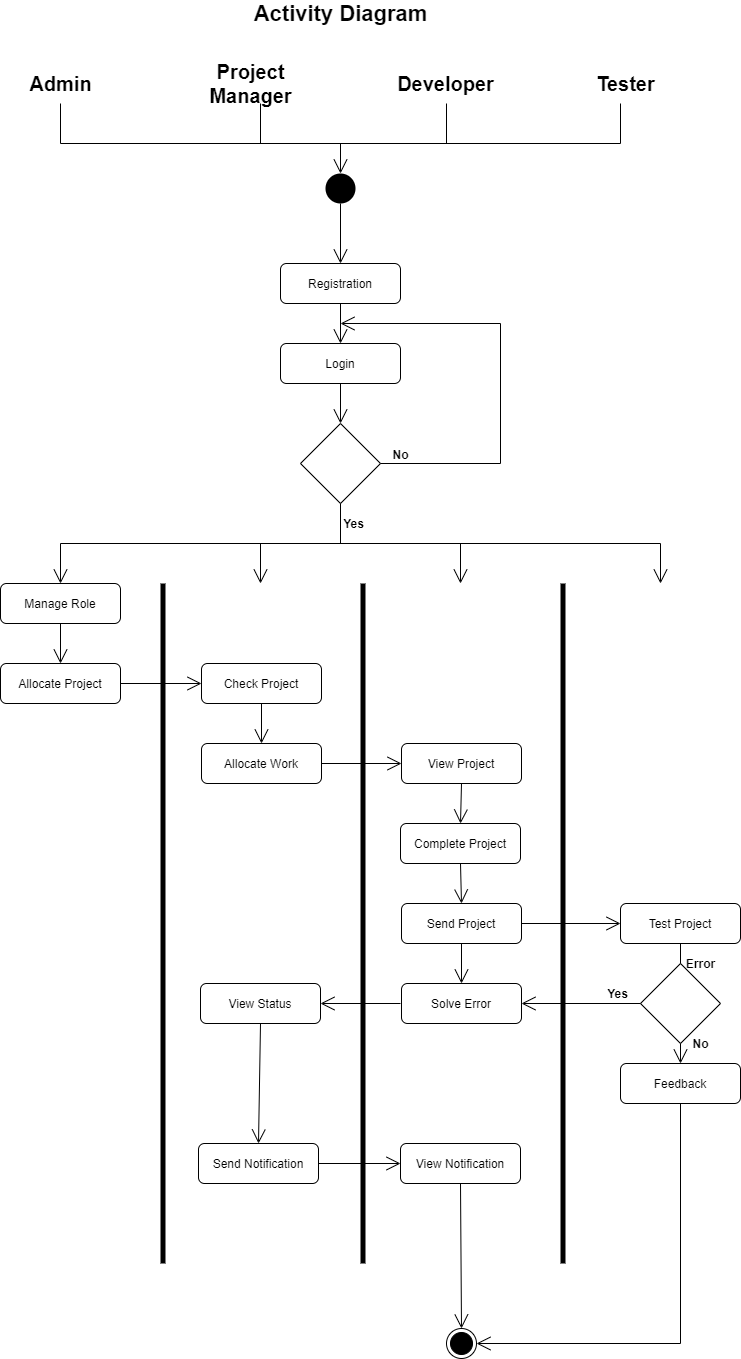 Activity Diagram
Admin
Project
Manager
Developer
Tester
Registration
Login
No
Yes
Manage Role
Allocate Project
Check Project
Allocate Work
View Project
Complete Project
Send Project
Test Project
Error
View Status
Solve Error
Yes
No
Feedback
Send Notification
View Notification